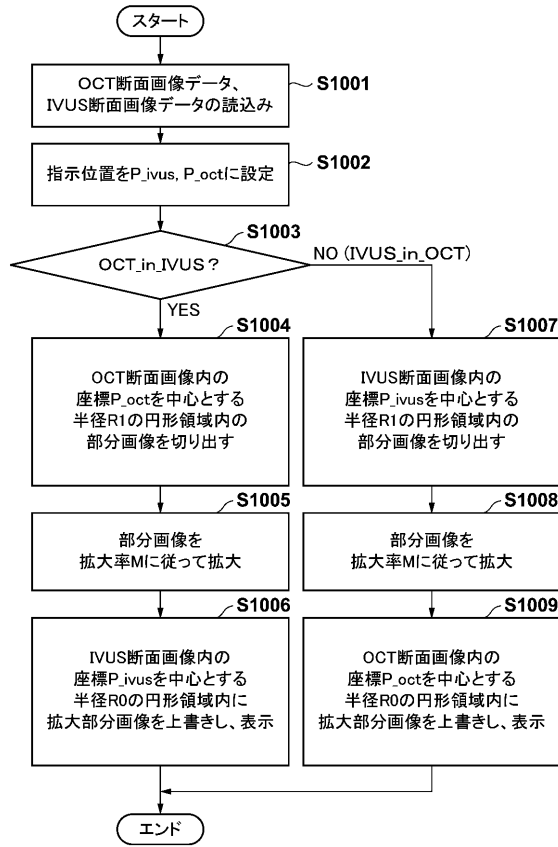 スタート
S1001
OCT断面画像データ、
IVUS断面画像データの読込み
S1002
指示位置をP_ivus, P_octに設定
S1003
OCT_in_IVUS？
NO (IVUS_in_OCT)
YES
S1004
OCT断面画像内の
座標P_octを中心とする
半径R1の円形領域内の
部分画像を切り出す
S1007
IVUS断面画像内の
座標P_ivusを中心とする
半径R1の円形領域内の
部分画像を切り出す
S1005
部分画像を
拡大率Mに従って拡大
S1008
部分画像を
拡大率Mに従って拡大
S1006
IVUS断面画像内の
座標P_ivusを中心とする
半径R0の円形領域内に
拡大部分画像を上書きし、表示
S1009
OCT断面画像内の
座標P_octを中心とする
半径R0の円形領域内に
拡大部分画像を上書きし、表示
エンド